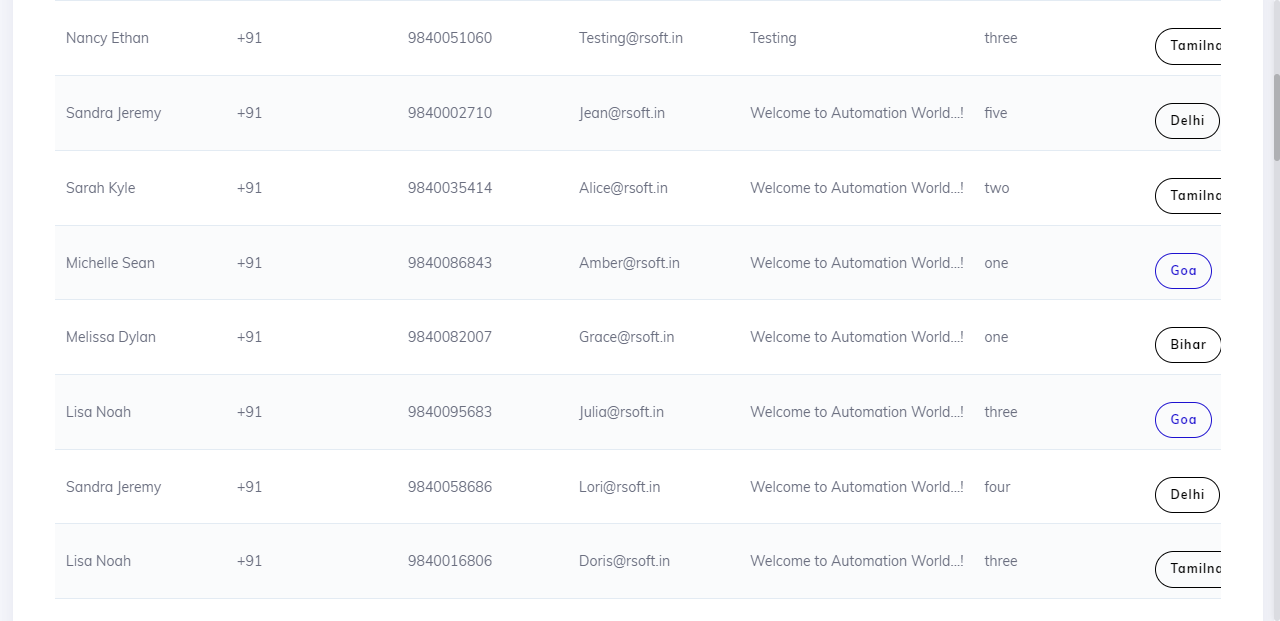 Nancy Ethan +91 9840051060 Testing@rsoft.in Testing three
Sandra Jeremy +91 9840002710 Jean@rsoft.in Welcome to Automation World...! five Delhi
Sarah Kyle +91 9840035414 Alice@rsoft.in Welcome to Automation World...! two
Michelle Sean +91 9840086843 Amber@rsoft.in Welcome to Automation World...! one Goa
Melissa Dylan +91 9840082007 Grace@rsoft.in Welcome to Automation World...! one Bihar
Lisa Noah +91 9840095683 Julia@rsoft.in Welcome to Automation World...! three Goa
Sandra Jeremy +91 9840058686 Lori@rsoft.in Welcome to Automation World...! four Delhi
Lisa Noah +91 9840016806 Doris@rsoft.in Welcome to Automation World...! three